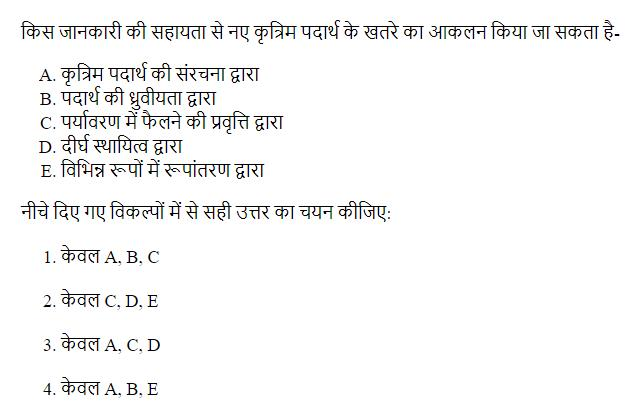 किस जानकारी की सहायता से नए कृत्रिम पदार्थ के खतरे का आकलन किया जा सकता है-
A. कृत्रिम पदार्थ की संरचना द्वारा
B. पदार्थ की ध्रुवीयता द्वारा
C. पर्यावरण में फैलने की प्रवृत्ति द्वारा
D. दीर्घ स्थायित्व द्वारा
E. विभिन्न रूपों में रूपांतरण द्वारा
नीचे दिए गए विकल्पों में से सही उत्तर का चयन कीजिए:
1. केवल A, B, C
2. केवल C, D, E
3. केवल A, C, D
4. केवल A, B, E